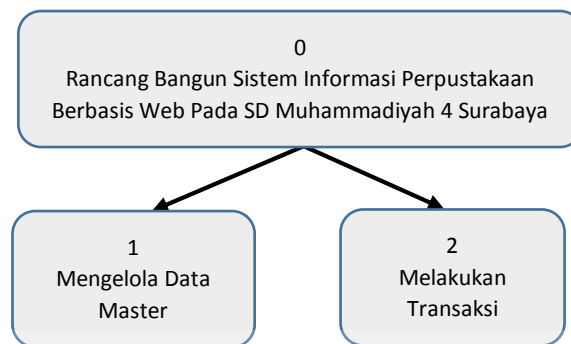 0
Rancang Bangun Sistem Informasi Perpustakaan
Berbasis Web Pada SD Muhammadiyah 4 Surabaya
1
Mengelola Data
Master
2
Melakukan
Transaksi